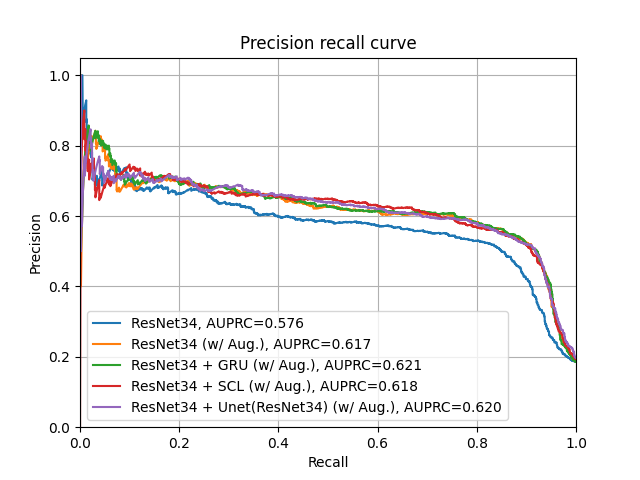 Precision recall curve
1.0
0.8
0.6
0.4
0.2
0.0
Precision
ResNet34, AUPRC=0.576
ResNet34 (w/ Aug.), AUPRC=0.617
ResNet34 + GRU (w/ Aug.), AUPRC=0.621
ResNet34 + SCL (w/ Aug.), AUPRC=0.618
ResNet34 + Unet(ResNet34) (w/ Aug.), AUPRC=0.620
0.0 0.2 0.4 0.6 0.8 1.0
Recall